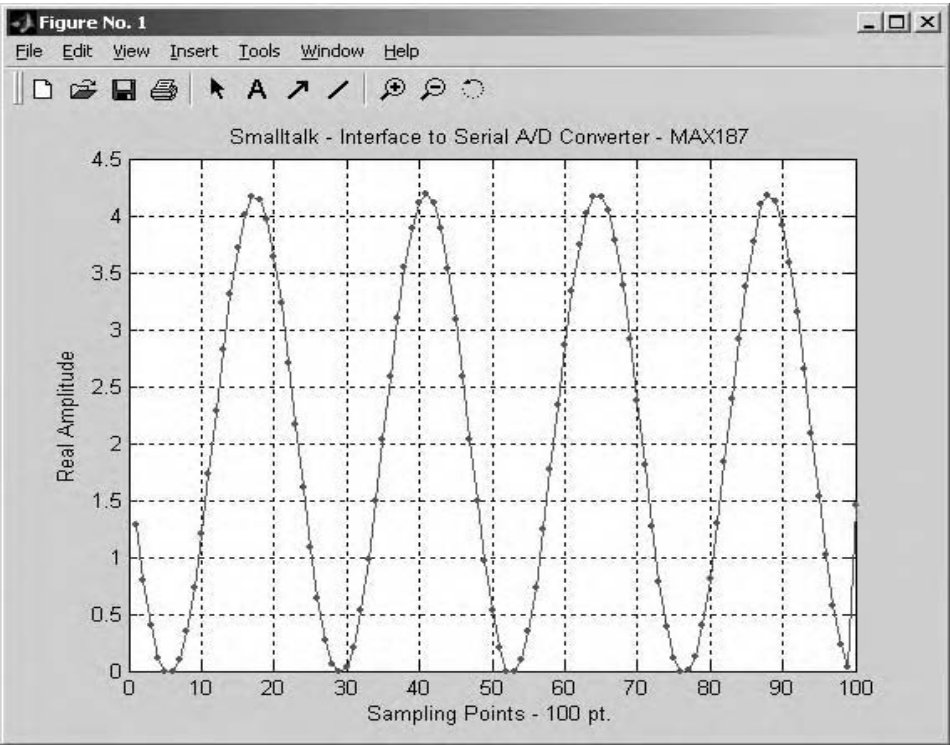 Figure No. 1
File Edit View Insert Tools Window Help
A
Smalltalk - Interface to Serial A/D Converter - MAX187
4.5
4
3.5
3
2.5
2
1.5
1
0.5
0
Real Amplitude
0 10 20 30 40 50 60 70 80 90 100
Sampling Points - 100 pt.